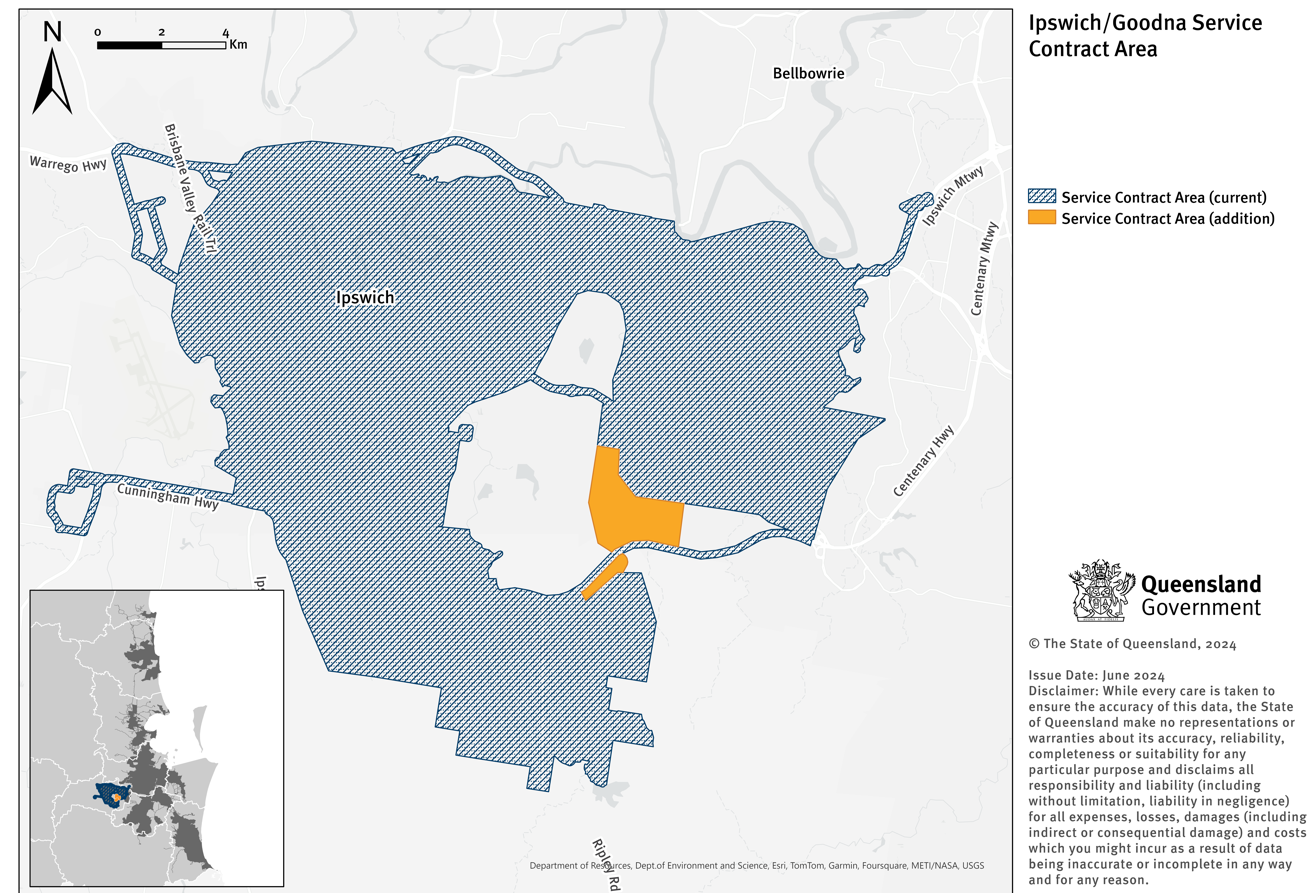 Ipswich/Goodna Service
Contract Area
N
0 2 4
Km
Bellbowrie
Warrego Hwy
Brisbane Valley Rail Trl
Ipswich Mtwy
Centenary Mtwy
Service Contract Area (current)
Service Contract Area (addition)
Ipswich
Cunningham Hwy
Centenary Hwy
Ips
Ripley Rd
Queensland
Government
© The State of Queensland, 2024
Issue Date: June 2024
Disclaimer: While every care is taken to
ensure the accuracy of this data, the State
of Queensland make no representations or
warranties about its accuracy, reliability,
completeness or suitability for any
particular purpose and disclaims all
responsibility and liability (including
without limitation, liability in negligence)
for all expenses, losses, damages (including
indirect or consequential damage) and costs
which you might incur as a result of data
being inaccurate or incomplete in any way
and for any reason.
Department of Resources, Dept.of Environment and Science, Esri, TomTom, Garmin, Foursquare, METI/NASA, USGS